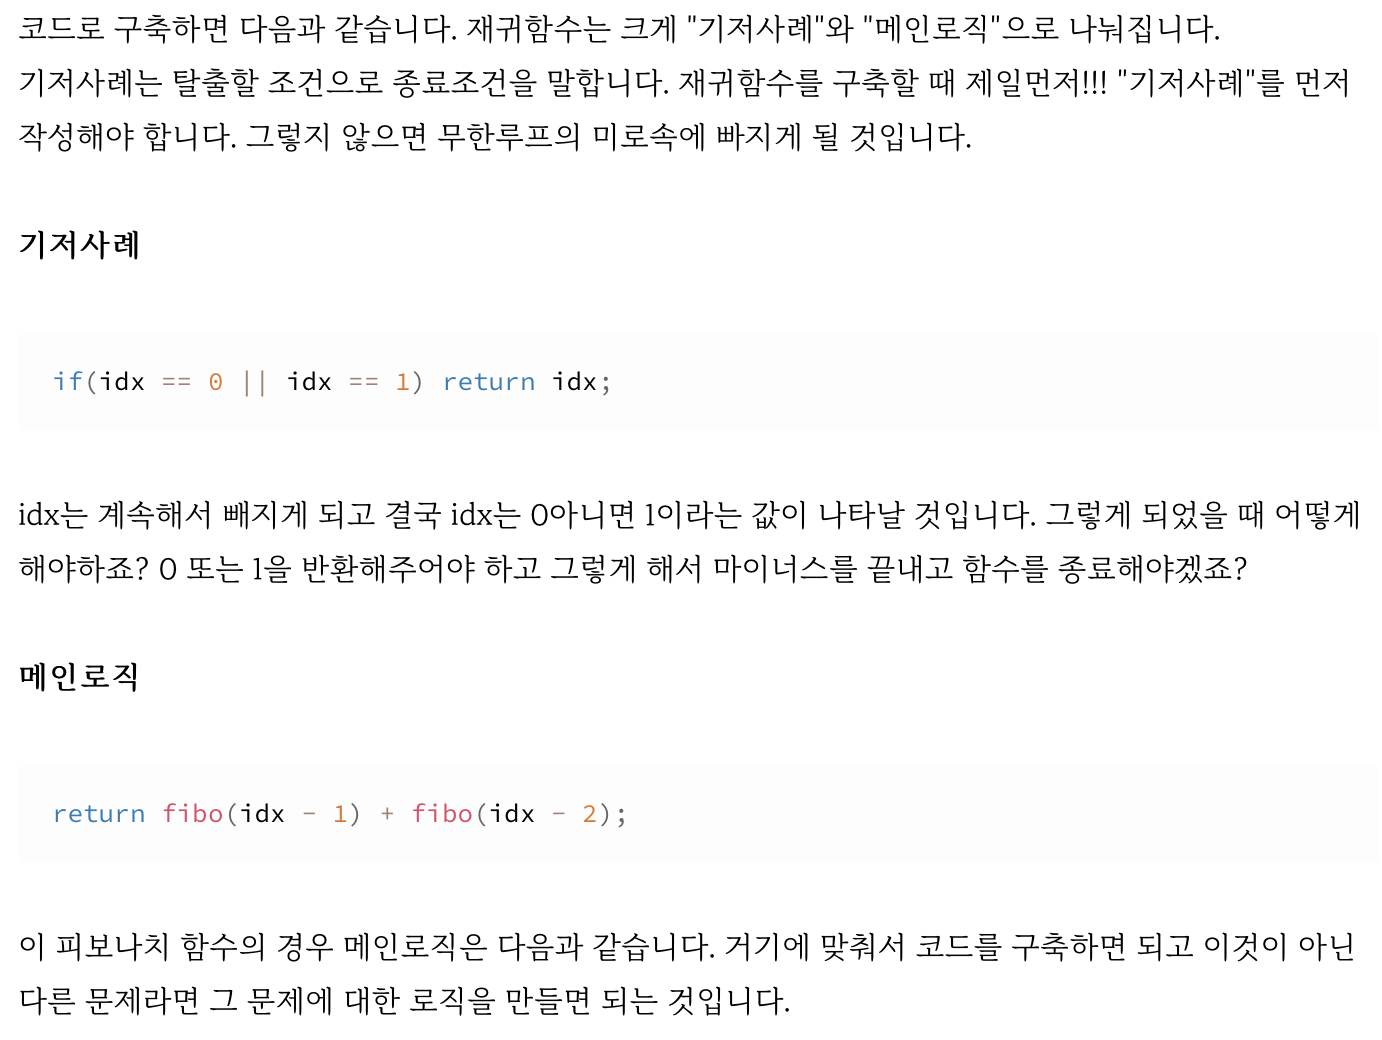 코드로 구축하면 다음과 같습니다. 재귀함수는 크게 "기저사례"와 "메인로직"으로 나눠집니다.
기저사례는 탈출할 조건으로 종료조건을 말합니다. 재귀함수를 구축할 때 제일먼저!!! "기저사례"를 먼저
작성해야 합니다. 그렇지 않으면 무한루프의 미로속에 빠지게 될 것입니다.
기저사례
if(idx == 0 || idx == 1) return idx;
idx는 계속해서 빼지게 되고 결국 idx는 0아니면 1이라는 값이 나타날 것입니다. 그렇게 되었을 때 어떻게
해야하죠? 0 또는 1을 반환해주어야 하고 그렇게 해서 마이너스를 끝내고 함수를 종료해야겠죠?
메인로직
return fibo(idx - 1) + fibo(idx - 2);
이 피보나치 함수의 경우 메인로직은 다음과 같습니다. 거기에 맞춰서 코드를 구축하면 되고 이것이 아닌
다른 문제라면 그 문제에 대한 로직을 만들면 되는 것입니다.